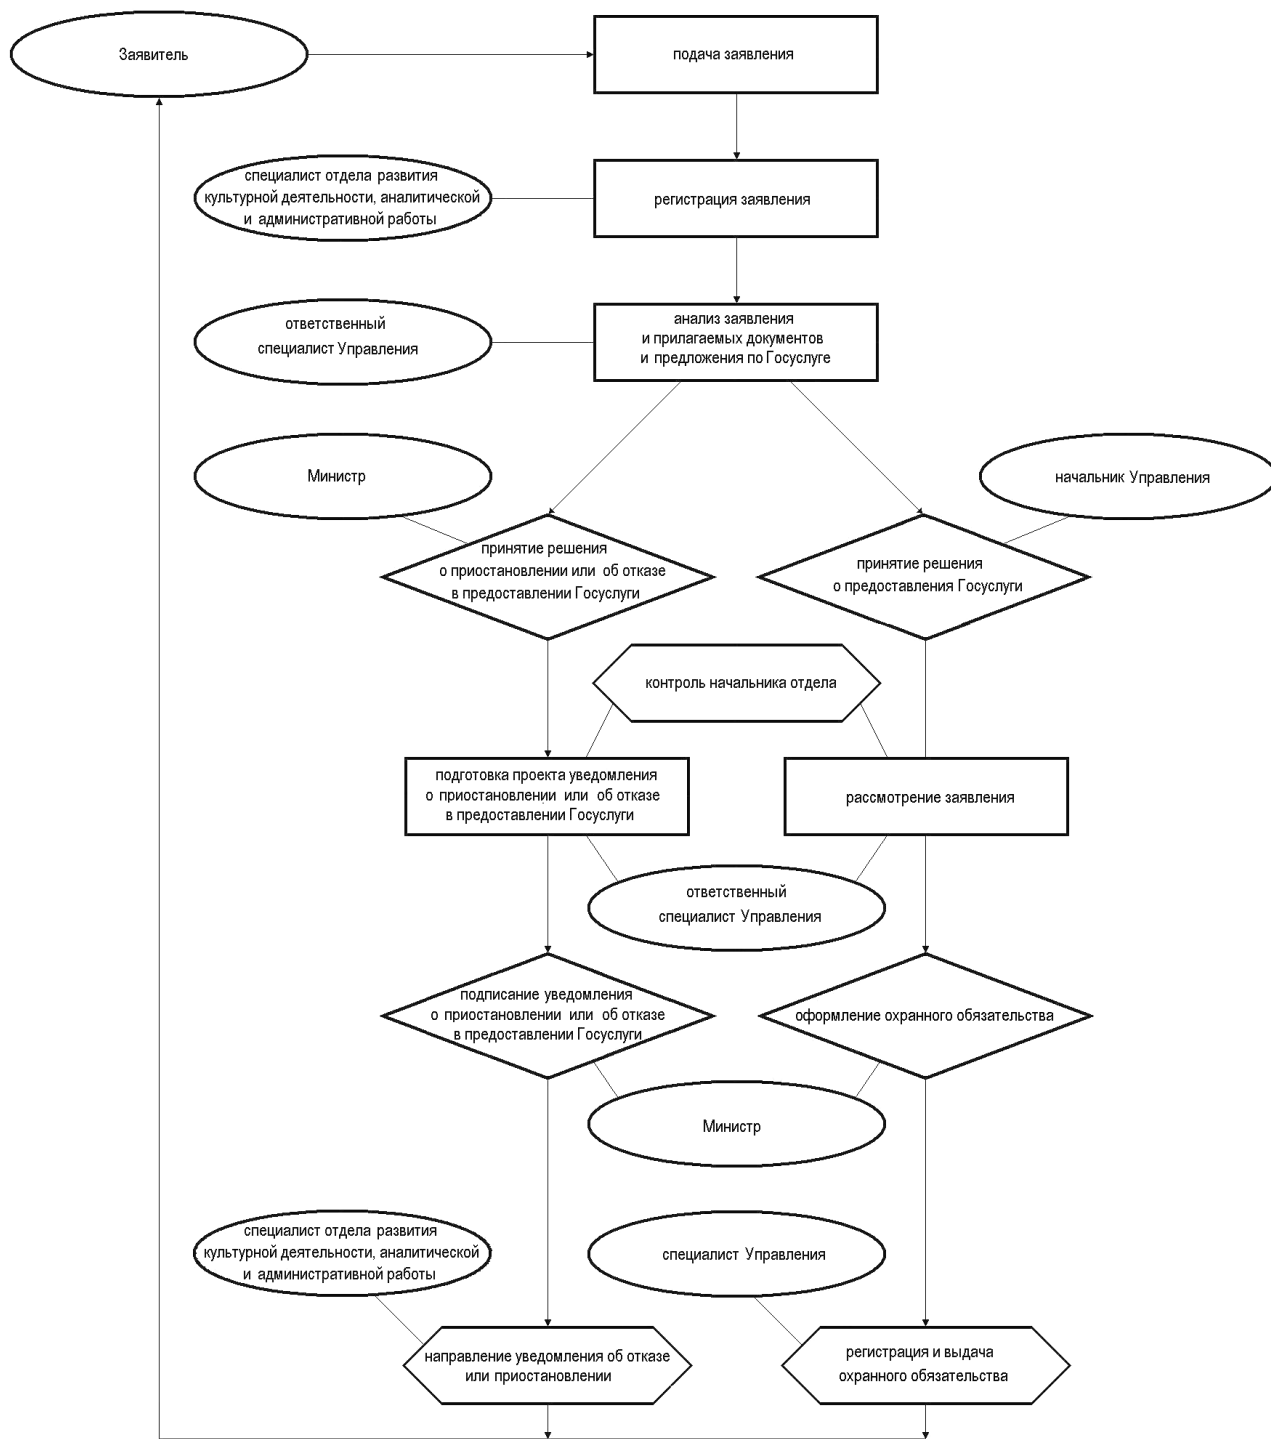 Заявитель
подача заявления
специалист отдела развития
культурной деятельности, аналитической
и административной работы
регистрация заявления
ответственный
специалист Управления
анализ заявления
и прилагаемых документов
и предложения по Госуслуге
Министр
начальник Управления
принятие решения
о приостановлении или об отказе
в предоставлении Госуслуги
принятие решения
о предоставления Госуслуги
контроль начальника отдела
подготовка проекта уведомления
о приостановлении или об отказе
в предоставлении Госуслуги
рассмотрение заявления
ответственный
специалист Управления
подписание уведомления
о приостановлении или об отказе
в предоставлении Госуслуги
оформление охранного обязательства
Министр
специалист отдела развития
культурной деятельности, аналитической
и административной работы
специалист Управления
направление уведомления об отказе
или приостановлении
регистрация и выдача
охранного обязательства